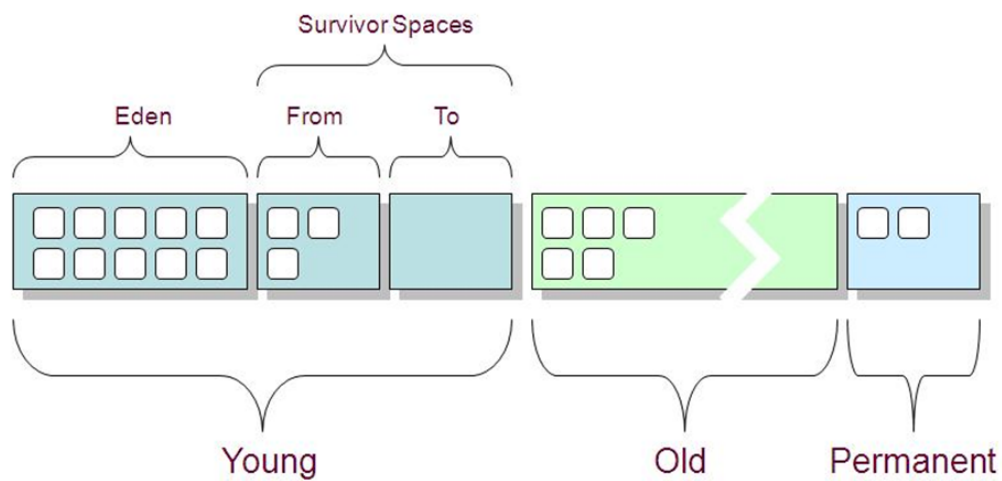 Survivor Spaces
Eden
From
To
Young
Old
Permanent